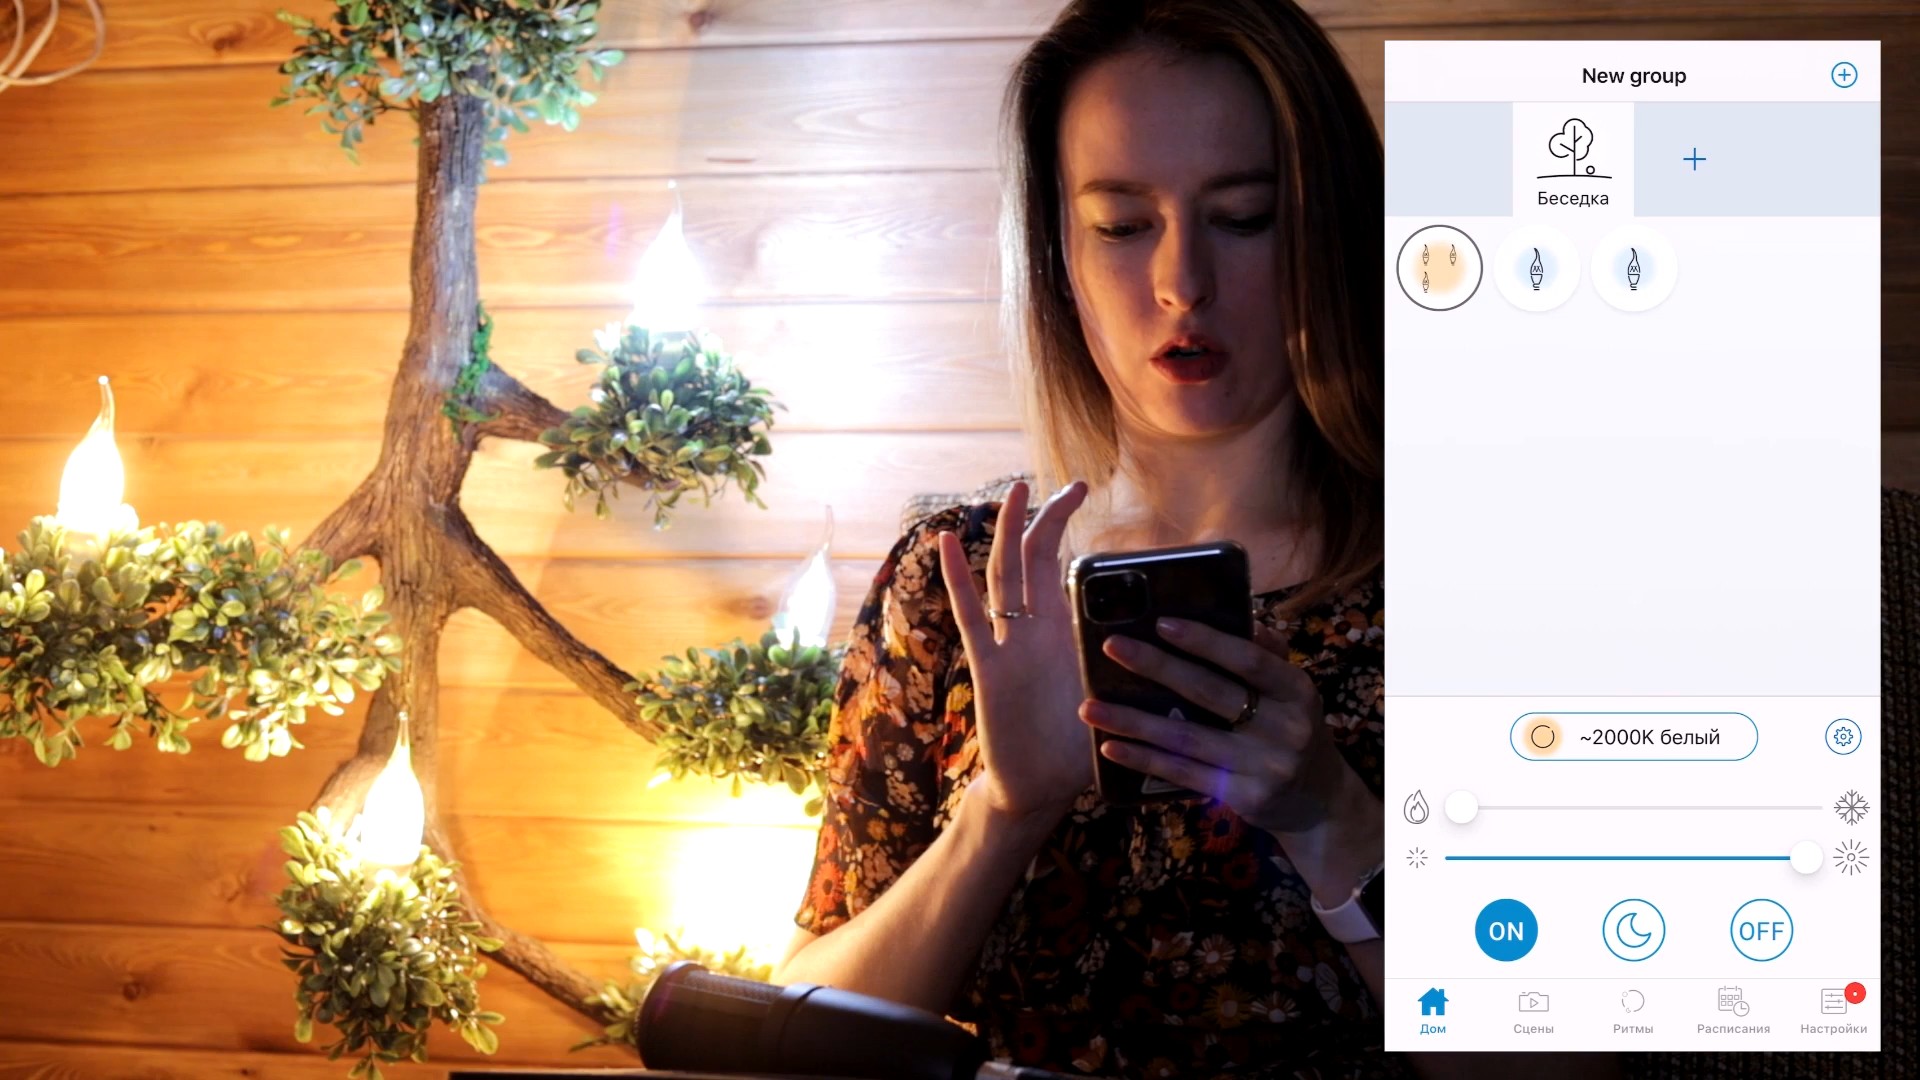 New group
Беседка
~2000K белый
ON
OFF
Дом
Сцены
Ритмы
Расписания
Настройки